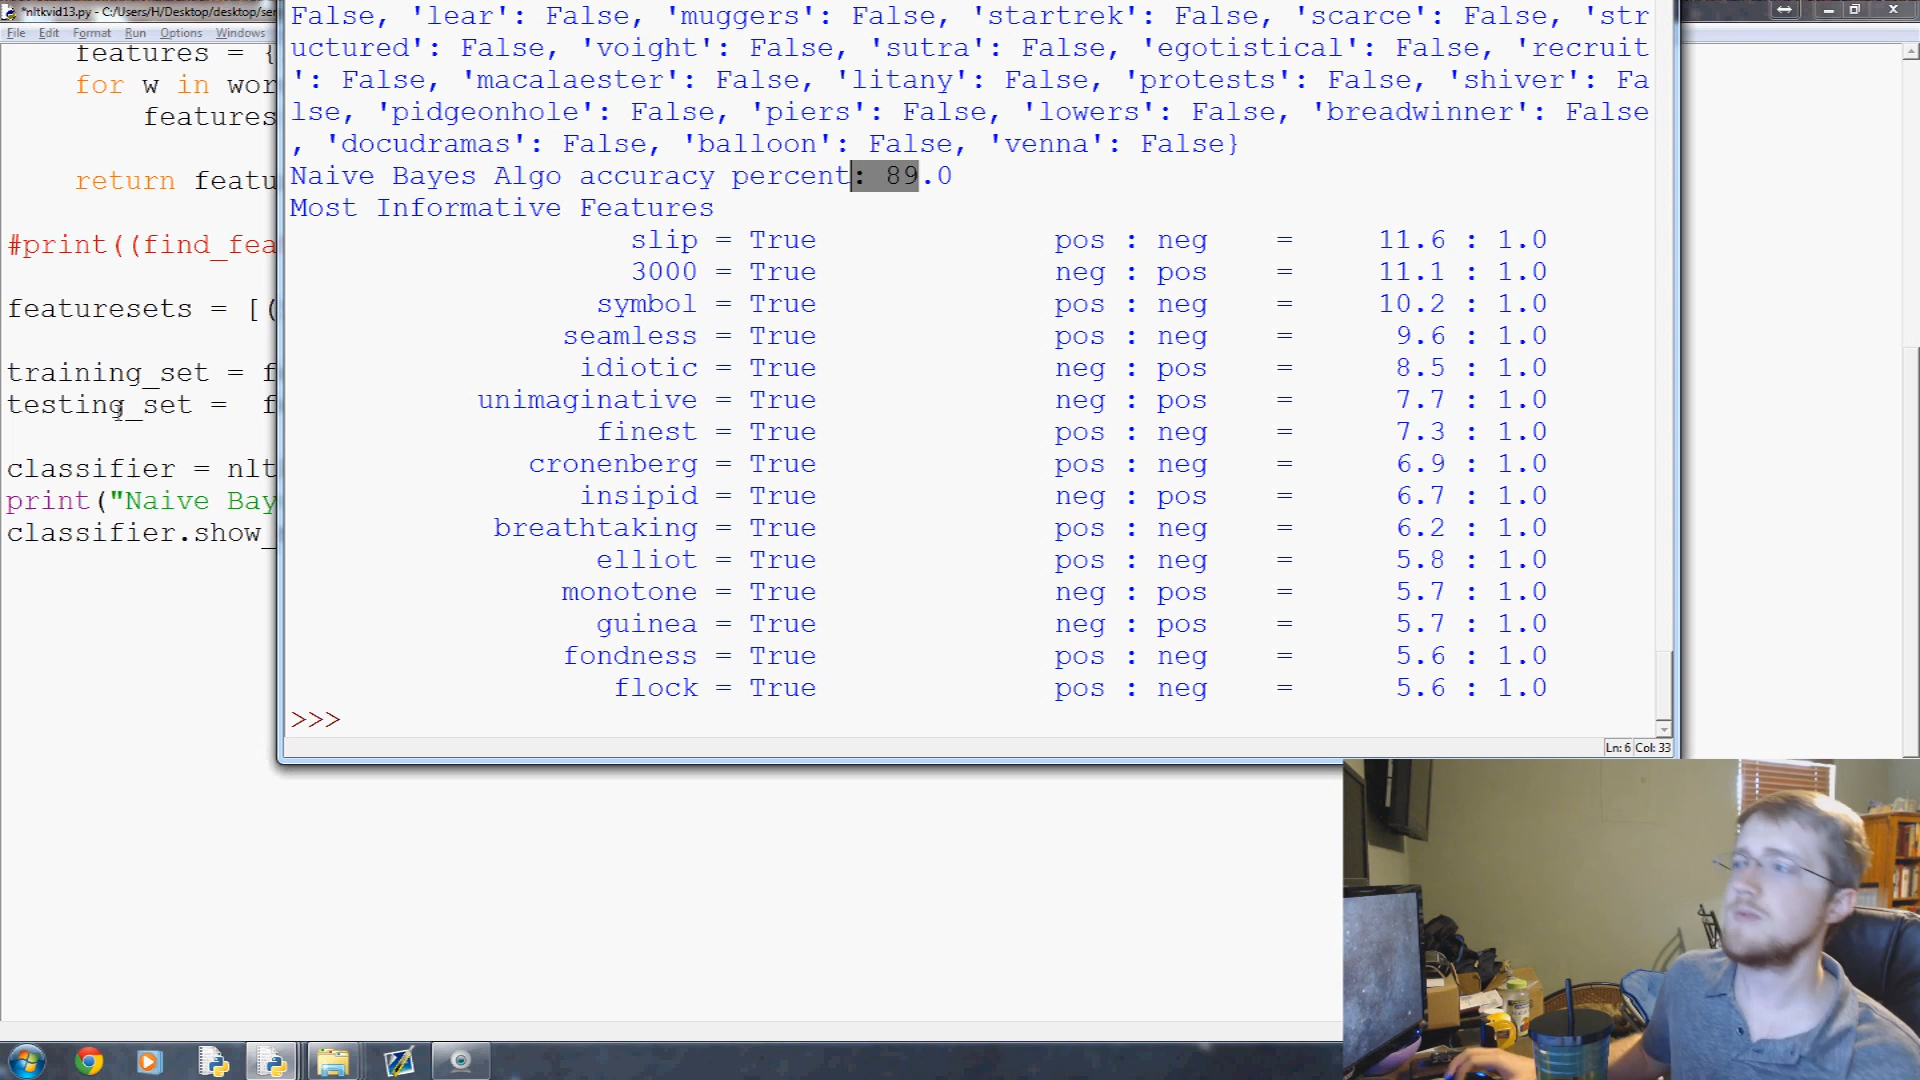 *nltkvid13.py - C:/Users/H/Desktop/desktop/ser
File Edit Format Run Options Windows
features = {
for w in wor
features
return featu
#print((find_fea
featuresets = [(
training_set = f
testing_set =  f
classifier = nlt
print("Naive Bay
classifier.show_
False, 'lear': False, 'muggers': False, 'startrek': False, 'scarce': False, 'str
uctured': False, 'voight': False, 'sutra': False, 'egotistical': False, 'recruit
': False, 'macalaester': False, 'litany': False, 'protests': False, 'shiver': Fa
lse, 'pidgeonhole': False, 'piers': False, 'lowers': False, 'breadwinner': False
, 'docudramas': False, 'balloon': False, 'venna': False}
Naive Bayes Algo accuracy percent: 89.0
Most Informative Features
slip = True pos : neg = 11.6 : 1.0
3000 = True neg : pos = 11.1 : 1.0
symbol = True pos : neg = 10.2 : 1.0
seamless = True pos : neg = 9.6 : 1.0
idiotic = True neg : pos = 8.5 : 1.0
unimaginative = True neg : pos = 7.7 : 1.0
finest = True pos : neg = 7.3 : 1.0
cronenberg = True pos : neg = 6.9 : 1.0
insipid = True neg : pos = 6.7 : 1.0
breathtaking = True pos : neg = 6.2 : 1.0
elliot = True pos : neg = 5.8 : 1.0
monotone = True neg : pos = 5.7 : 1.0
guinea = True neg : pos = 5.7 : 1.0
fondness = True pos : neg = 5.6 : 1.0
flock = True pos : neg = 5.6 : 1.0
>>>
Ln: 6 Col: 33